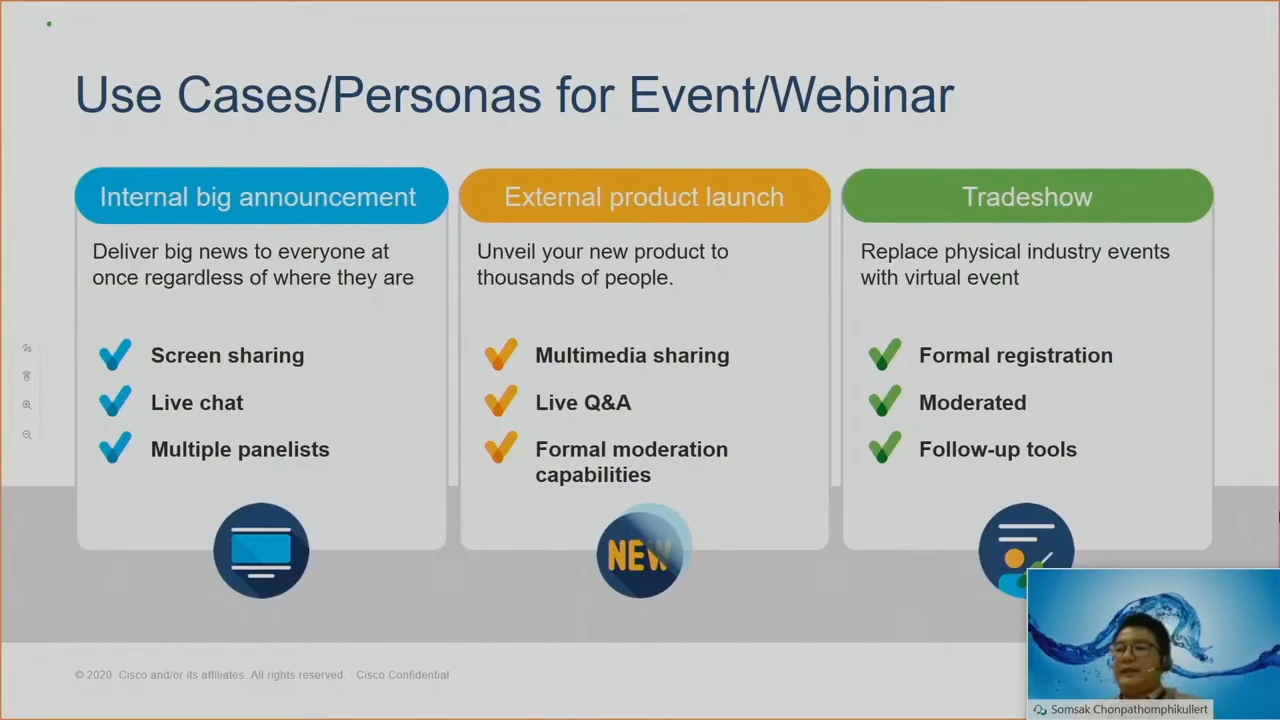 Use Cases/Personas for Event/Webinar
Internal big announcement
Deliver big news to everyone at
once regardless of where they are
Screen sharing
Live chat
Multiple panelists
External product launch
Unveil your new product to
thousands of people.
Multimedia sharing
Live Q&A
Formal moderation
capabilities
NEW
Tradeshow
Replace physical industry events
with virtual event
Formal registration
Moderated
Follow-up tools
© 2020 Cisco and/or its affiliates. All rights reserved. Cisco Confidential
Somsak Chonpathomphikullert